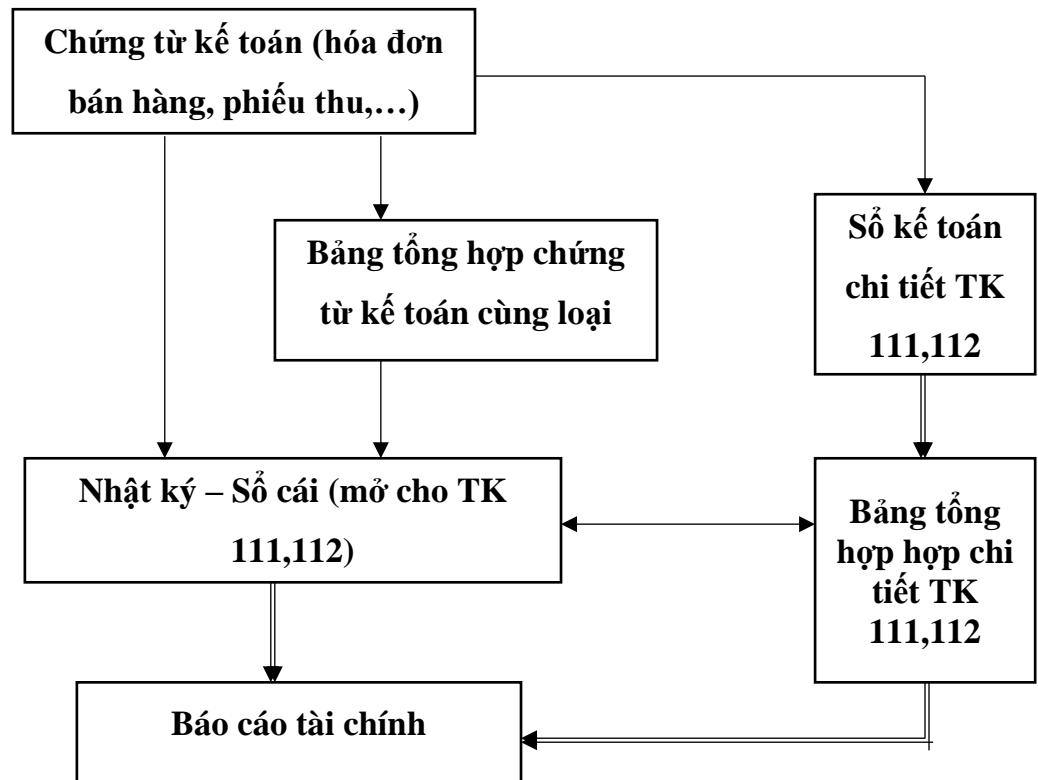 Chứng từ kế toán (hóa đơn
bán hàng, phiếu thu,…)
Sổ kế toán
chi tiết TK
111,112
Bảng tổng hợp chứng
từ kế toán cùng loại
Nhật ký – Sổ cái (mở cho TK
111,112)
Bảng tổng
hợp hợp chi
tiết TK
111,112
Báo cáo tài chính